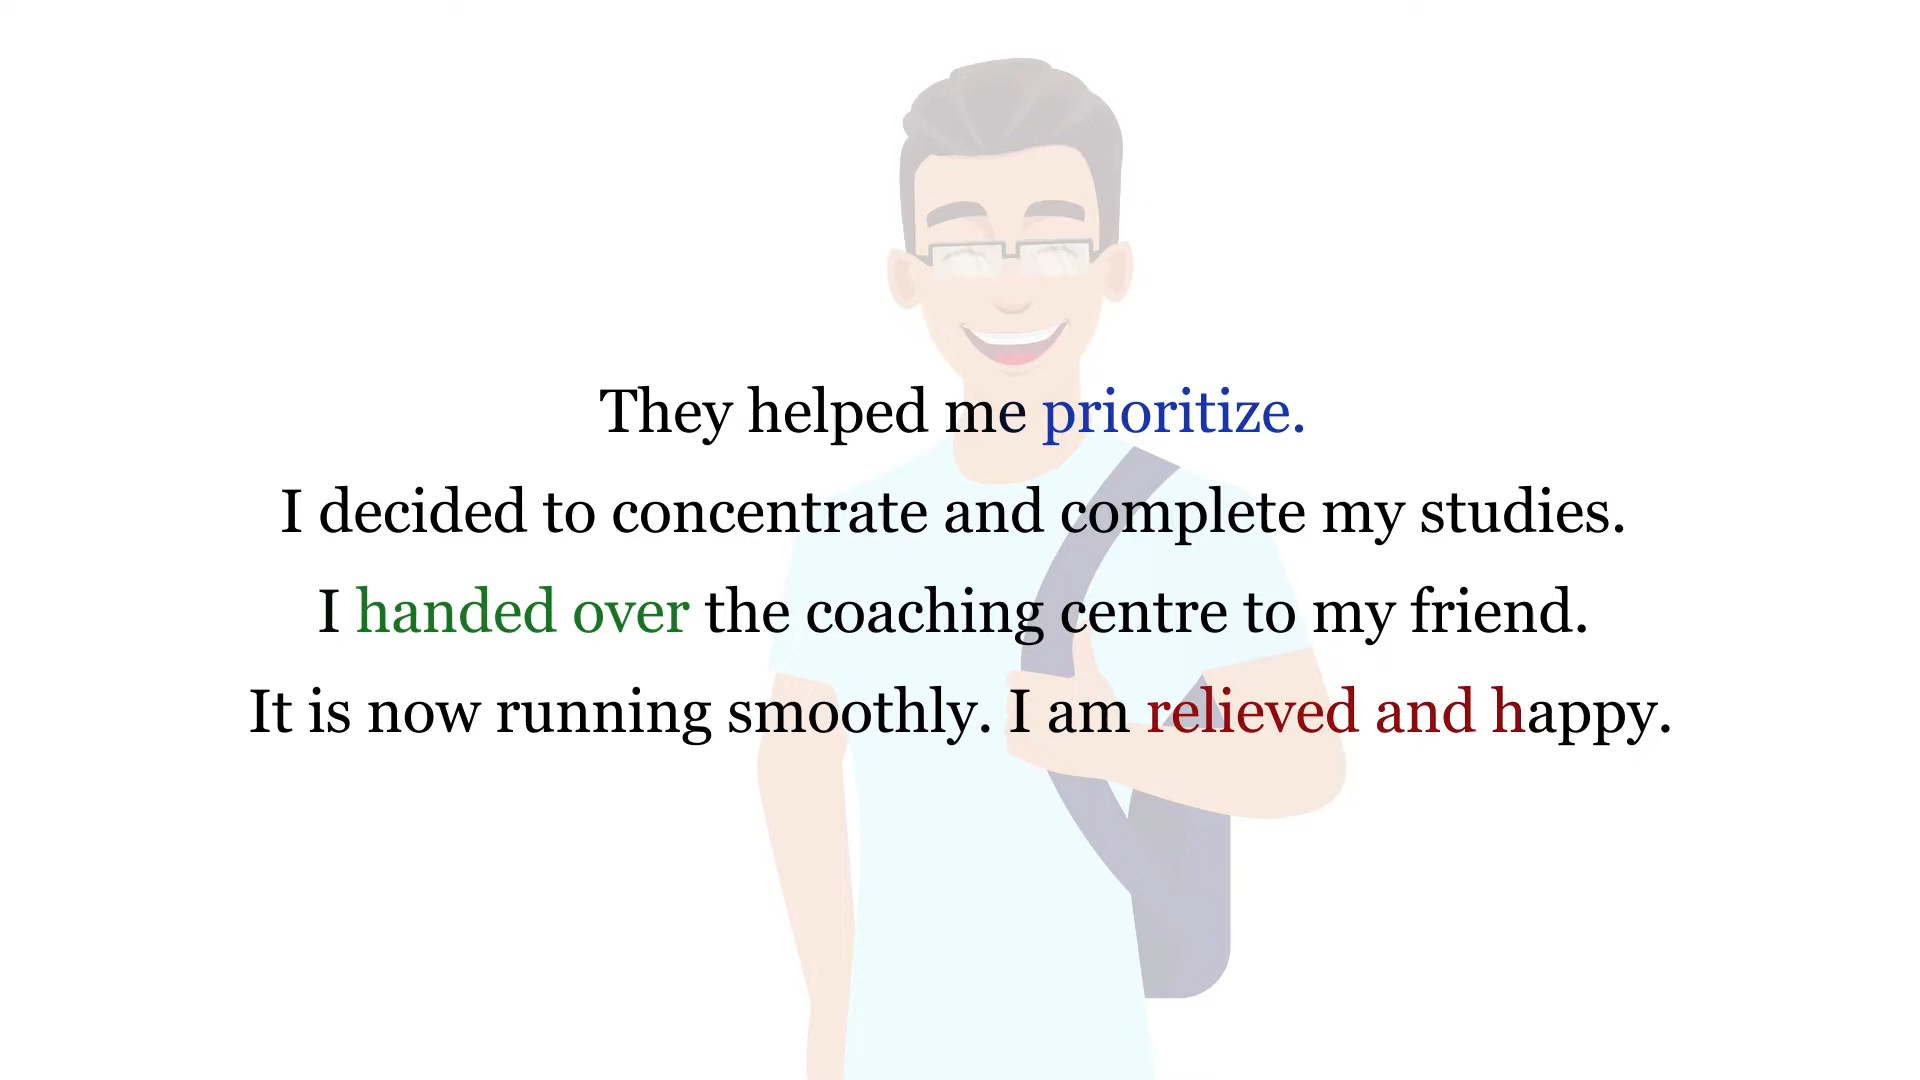 They helped me prioritize.
I decided to concentrate and complete my studies.
I handed over the coaching centre to my friend.
It is now running smoothly. I am relieved and happy.